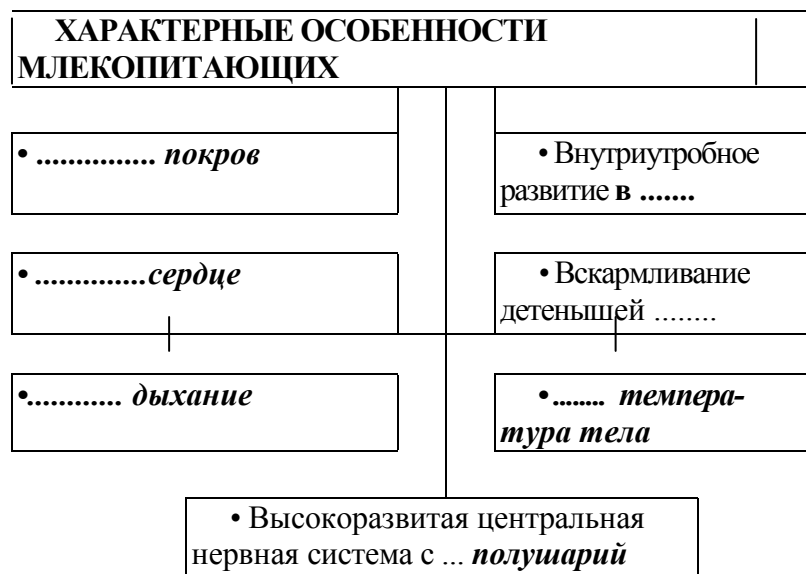 ХАРАКТЕРНЫЕ ОСОБЕННОСТИ
МЛЕКОПИТАЮЩИХ
• ............... покров
• Внутриутробное
развитие в .......
• ..............сердце
• Вскармливание
детенышей ........
•............ дыхание
• ........ темпера-
тура тела
• Высокоразвитая центральная
нервная система с ... полушарий